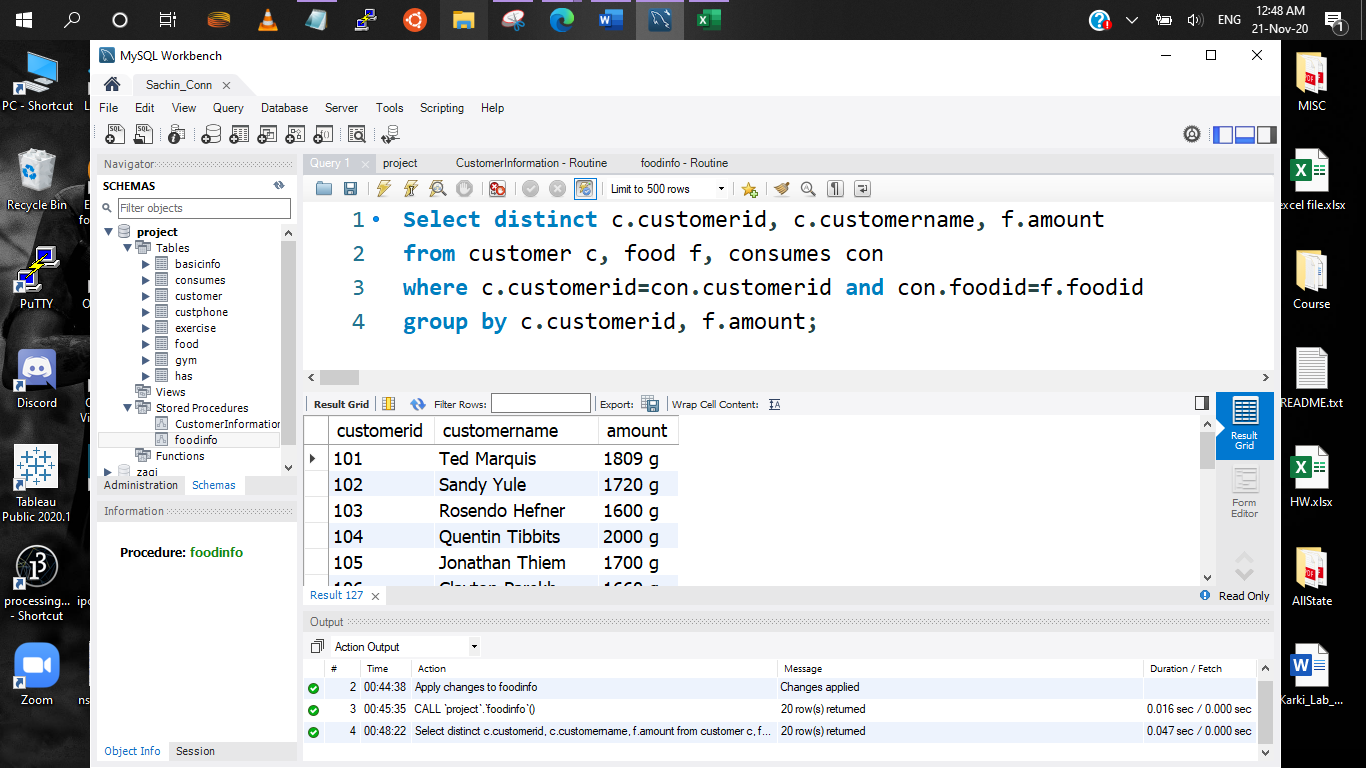 12:48 AM
ENG
21-Nov-20
1
MySQL Workbench
Sachin_Conn
File Edit View Query Database Server Tools Scripting Help
Navigator
SCHEMAS
Filter objects
project
Tables
basicinfo
consumes
customer
custphone
exercise
food
gym
has
Views
Stored Procedures
CustomerInformation
foodinfo
Functions
zagi
Administration Schemas
Information
Procedure: foodinfo
Object Info Session
Query 1 project CustomerInformation - Routine foodinfo - Routine
Limit to 500 rows
1 Select distinct c.customerid, c.customername, f.amount
2 from customer c, food f, consumes con
3 where c.customerid=con.customerid and con.foodid=f.foodid
4 group by c.customerid, f.amount;
Result Grid Filter Rows: Export: Wrap Cell Content:
customerid customername amount
101 Ted Marquis 1809 g
102 Sandy Yule 1720 g
103 Rosendo Hefner 1600 g
104 Quentin Tibbits 2000 g
105 Jonathan Thiem 1700 g
Result
Grid
Form
Editor
Result 127
Read Only
Output
Action Output
# Time Action Message Duration / Fetch
2 00:44:38 Apply changes to foodinfo Changes applied
3 00:45:35 CALL `project`.`foodinfo`() 20 row(s) returned 0.016 sec / 0.000 sec
4 00:48:22 Select distinct c.customerid, c.customername, f.amount from customer c, f... 20 row(s) returned 0.047 sec / 0.000 sec
PC - Shortcut
Recycle Bin
PuTTY
Discord
Tableau
Public 2020.1
processing...
- Shortcut
Zoom
MISC
excel file.xlsx
Course
README.txt
HW.xlsx
AllState
Karki_Lab_...